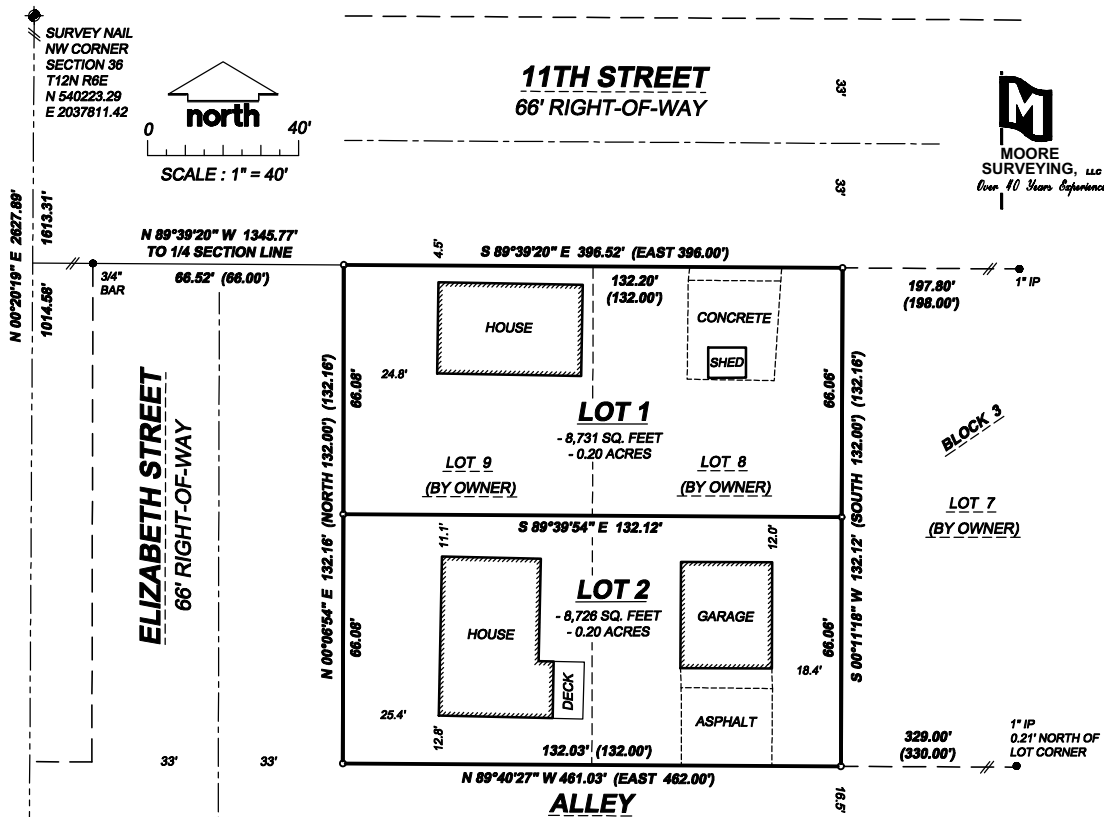 SURVEY NAIL
NW CORNER
SECTION 36
T12N R6E
N 540223.29
E 2037811.42
north
0 40'
SCALE : 1" = 40'
11TH STREET
66' RIGHT-OF-WAY
33'
33'
M
MOORE
SURVEYING, LLC
Over 40 Years Experience
N 00°20'19" E 2627.89'
1613.31'
1014.58'
N 89°39'20" W 1345.77'
TO 1/4 SECTION LINE
3/4"
BAR
66.52' (66.00')
4.5'
S 89°39'20" E 396.52' (EAST 396.00')
132.20'
(132.00')
197.80'
(198.00')
1" IP
HOUSE
CONCRETE
SHED
24.8'
66.08'
66.06'
LOT 1
- 8,731 SQ. FEET
- 0.20 ACRES
LOT 9
(BY OWNER)
LOT 8
(BY OWNER)
BLOCK 3
LOT 7
(BY OWNER)
ELIZABETH STREET
66' RIGHT-OF-WAY
N 00°06'54" E 132.16' (NORTH 132.00') (132.16')
S 00°11'18" W 132.12' (SOUTH 132.00') (132.16')
S 89°39'54" E 132.12'
11.1'
12.0'
LOT 2
- 8,726 SQ. FEET
- 0.20 ACRES
HOUSE
GARAGE
66.08'
66.06'
DECK
18.4'
25.4'
12.8'
ASPHALT
33'
33'
132.03' (132.00')
329.00'
(330.00')
1" IP
0.21' NORTH OF
LOT CORNER
N 89°40'27" W 461.03' (EAST 462.00')
ALLEY
16.5'